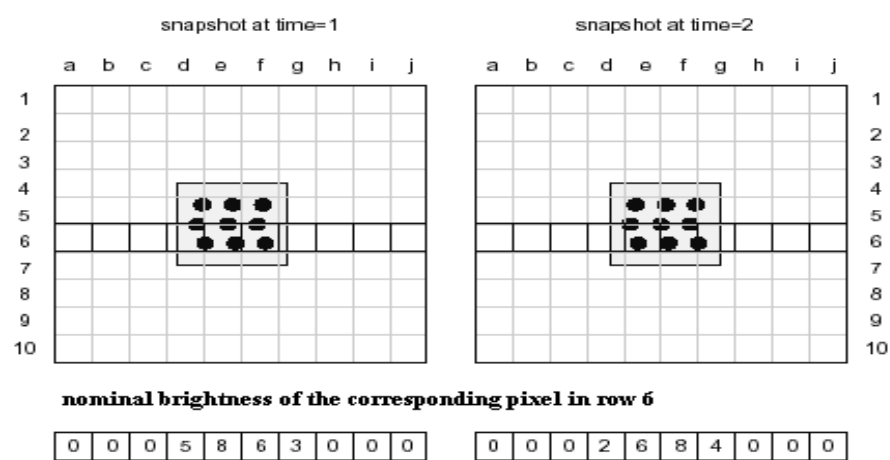 snapshot at time=1 snapshot at time=2
a b c d e f g h i j a b c d e f g h i j
1 1
2 2
3 3
4 4
5 5
6 6
7 7
8 8
9 9
10 10
nominal brightness of the corresponding pixel in row 6
0 0 0 5 8 6 3 0 0 0 0 0 0 2 6 8 4 0 0 0